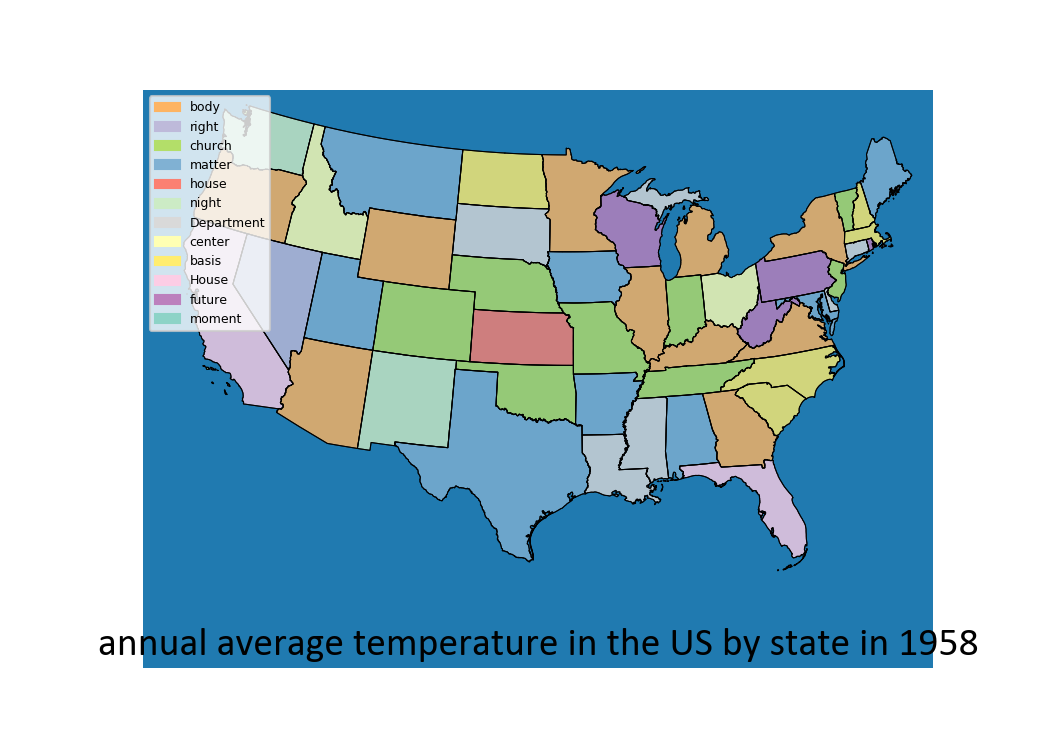 body
right
church
matter
house
night
Department
center
basis
House
future
moment
annual average temperature in the US by state in 1958